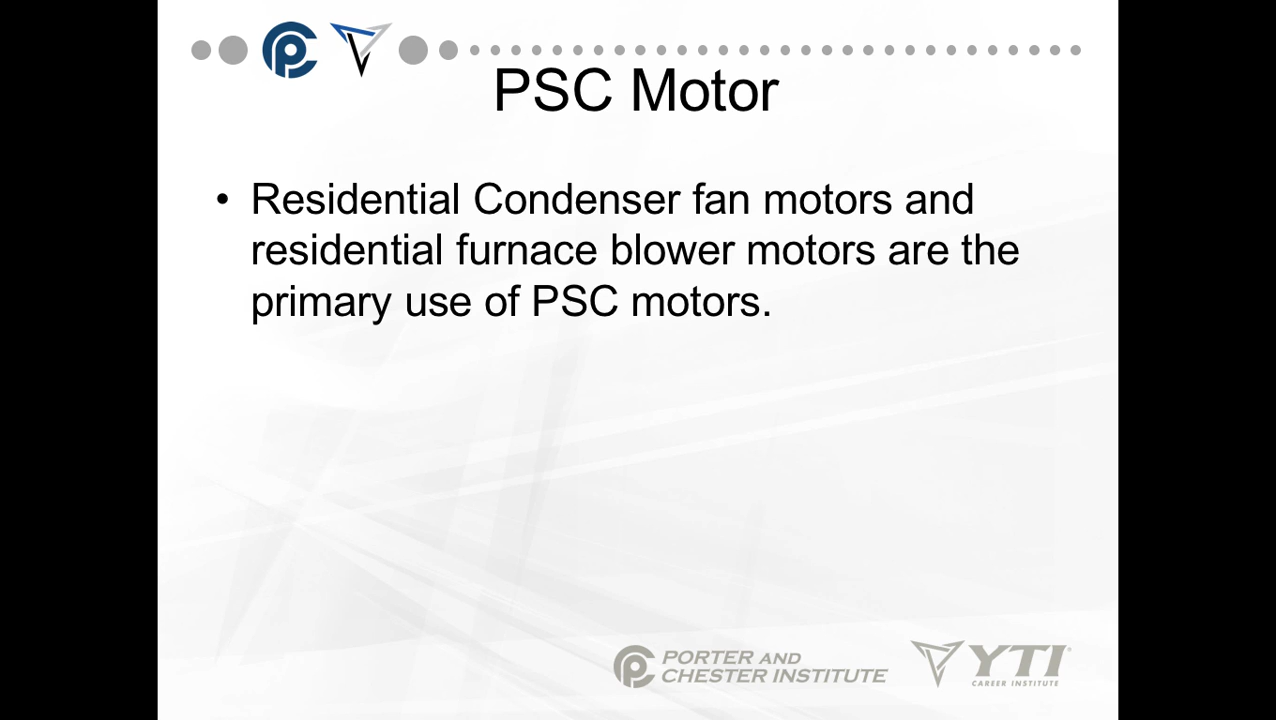 PSC Motor
• Residential Condenser fan motors and
residential furnace blower motors are the
primary use of PSC motors.
PORTER AND
CHESTER INSTITUTE
YTI
CAREER INSTITUTE